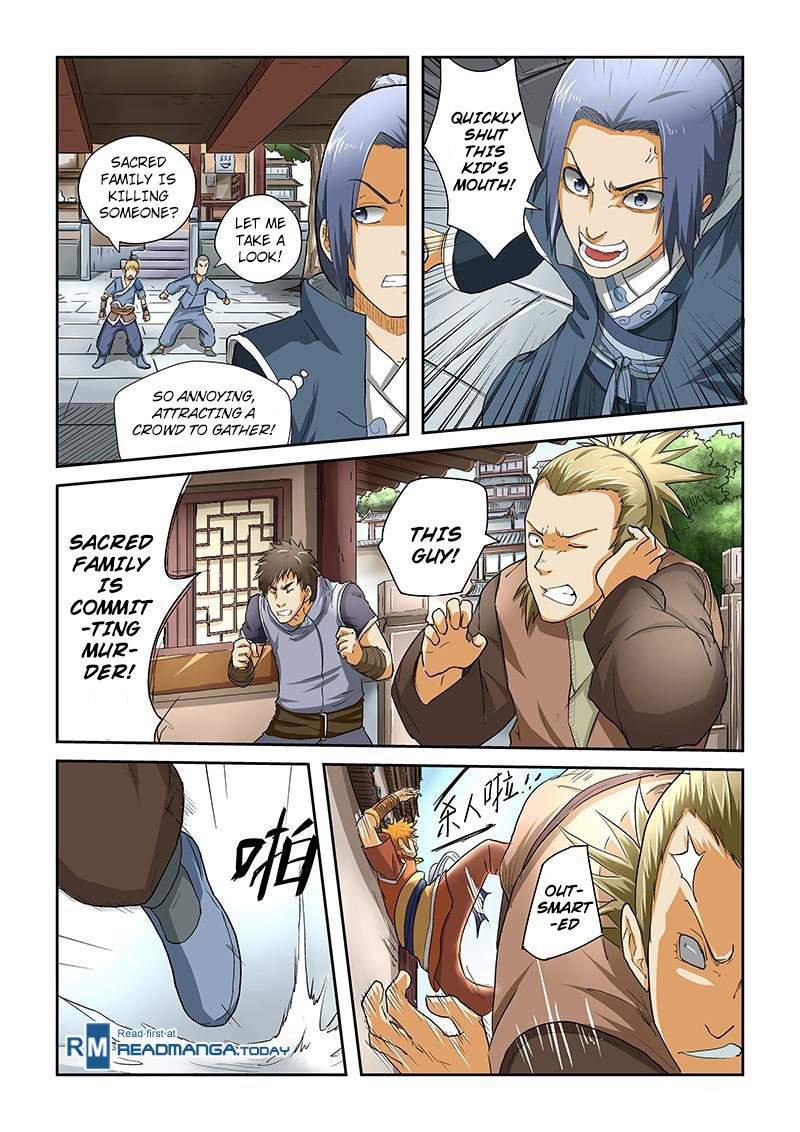 SACRED
FAMILY IS
KILLING
SOMEONE?
LET ME
TAKE A
LOOK!
SO ANNOYING,
ATTRACTING A
CROWD TO GATHER!
QUICKLY
SHUT
THIS
KID'S
MOUTH!
SACRED
FAMILY
IS
COMMIT
-TING
MUR-
DER!
THIS
GUY!
啪
杀人啦!!
OUT-
SMART
-ED
RM
Read first at
READMANGA.TODAY